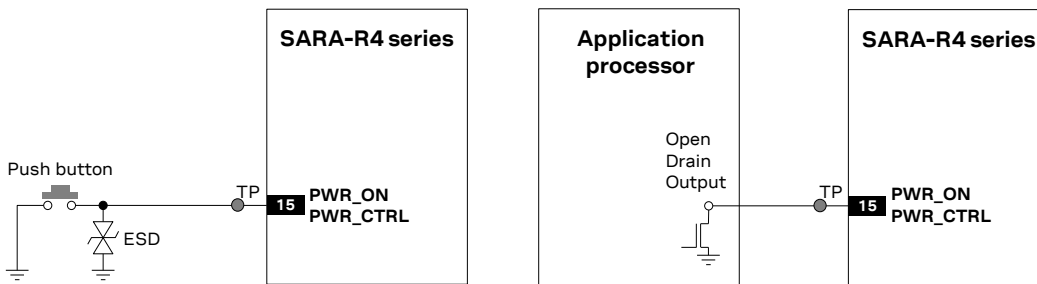 SARA-R4 series
Push button
ESD
TP
15
PWR_ON
PWR_CTRL
Application
processor
Open
Drain
Output
TP
SARA-R4 series
15
PWR_ON
PWR_CTRL